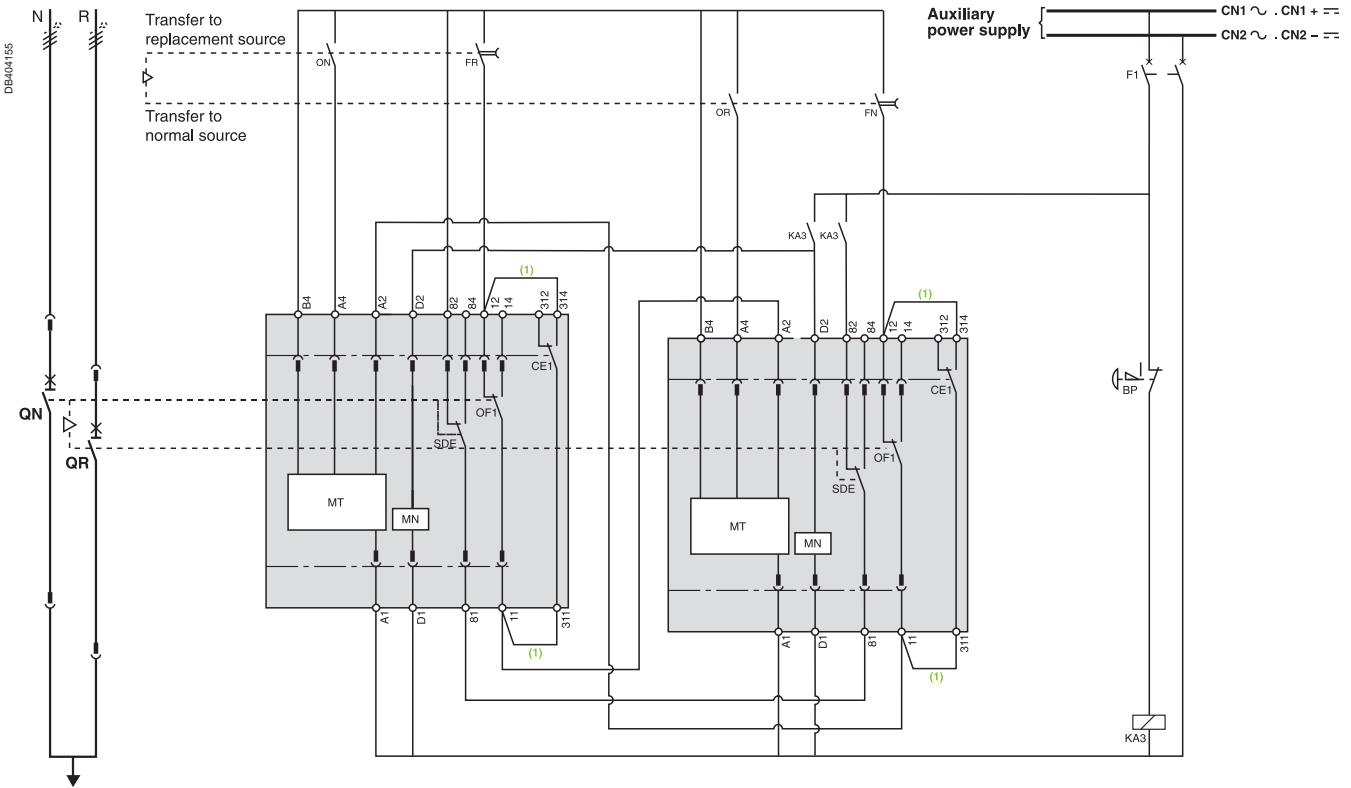 N
R
Transfer to
replacement source
Transfer to
normal source
DB404155
Auxiliary
power supply
CN1 ∿ . CN1 + ⎓
CN2 ∿ . CN2 – ⎓
ON
FR
OR
FN
F1
KA3
KA3
(1)
B4
A4
A2
D2
82
84
12
14
312
314
(1)
B4
A4
A2
D2
82
84
12
14
312
314
CE1
CE1
BP
QN
OF1
SDE
QR
OF1
SDE
MT
MN
MT
MN
A1
D1
81
11
311
(1)
A1
D1
81
11
311
(1)
KA3